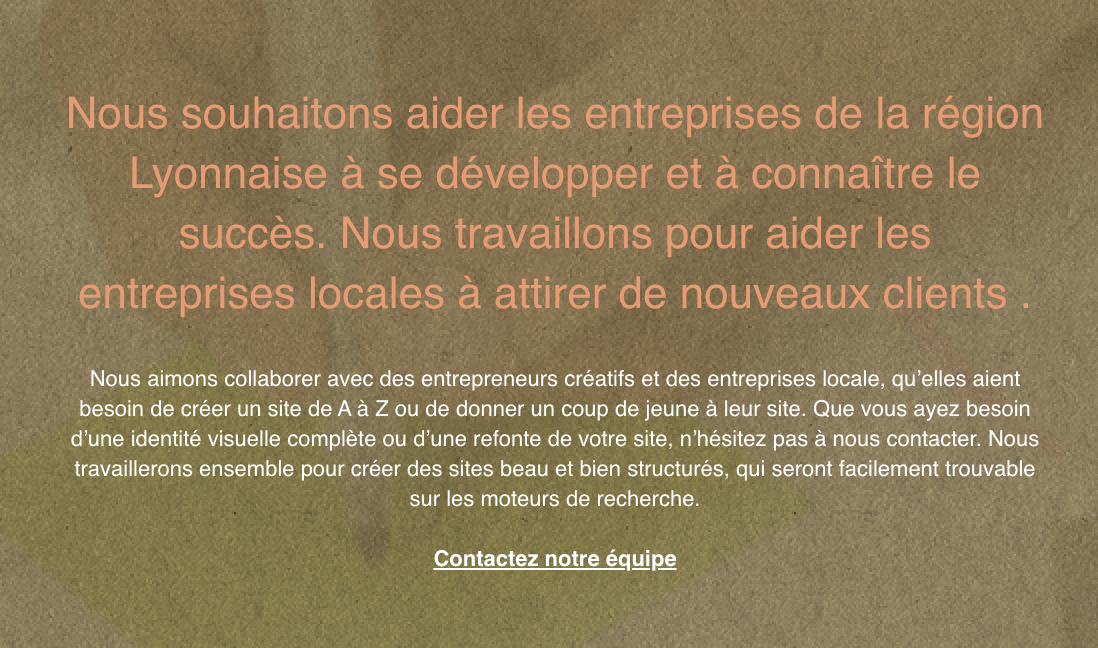 Nous souhaitons aider les entreprises de la région
Lyonnaise à se développer et à connaître le
succès. Nous travaillons pour aider les
entreprises locales à attirer de nouveaux clients .
Nous aimons collaborer avec des entrepreneurs créatifs et des entreprises locale, qu’elles aient
besoin de créer un site de A à Z ou de donner un coup de jeune à leur site. Que vous ayez besoin
d’une identité visuelle complète ou d’une refonte de votre site, n’hésitez pas à nous contacter. Nous
travaillerons ensemble pour créer des sites beau et bien structurés, qui seront facilement trouvable
sur les moteurs de recherche.
Contactez notre équipe